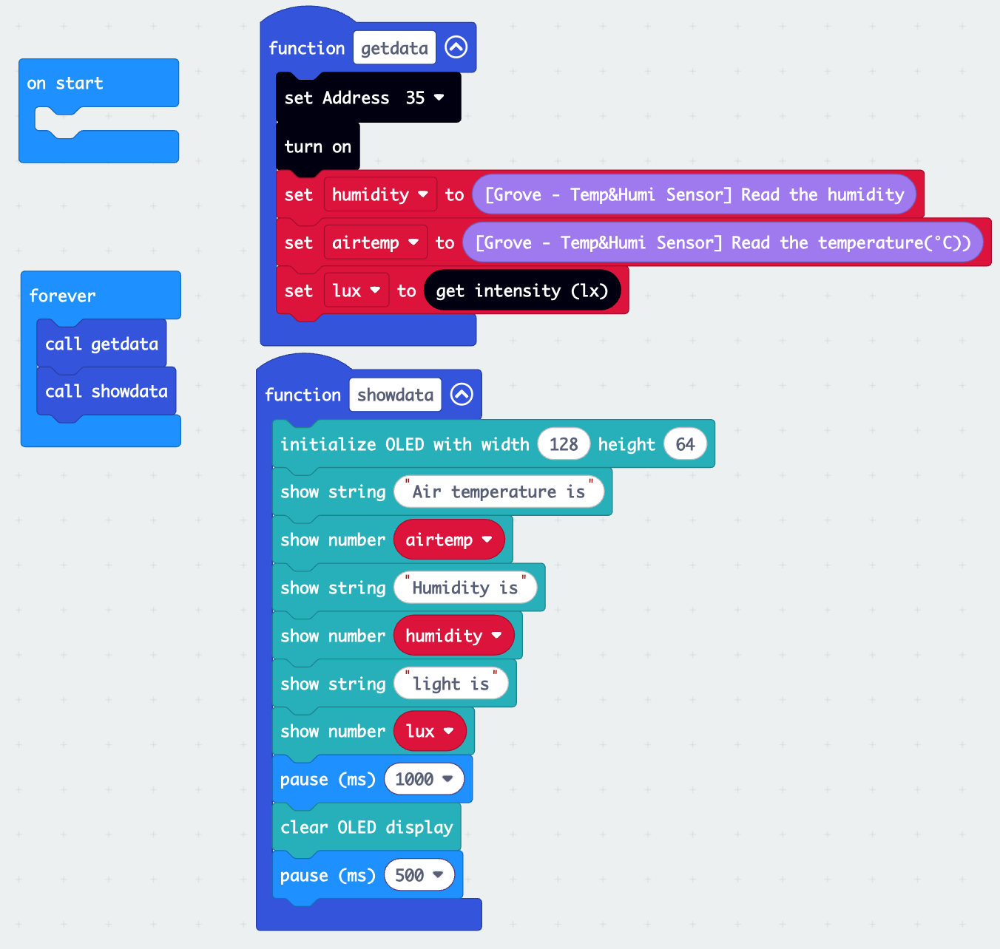 on start
forever
call getdata
call showdata
function getdata
set Address 35
turn on
set humidity to [Grove - Temp&Humi Sensor] Read the humidity
set airtemp to [Grove - Temp&Humi Sensor] Read the temperature(°C))
set lux to get intensity (lx)
function showdata
initialize OLED with width 128 height 64
show string "Air temperature is"
show number airtemp
show string "Humidity is"
show number humidity
show string "light is"
show number lux
pause (ms) 1000
clear OLED display
pause (ms) 500